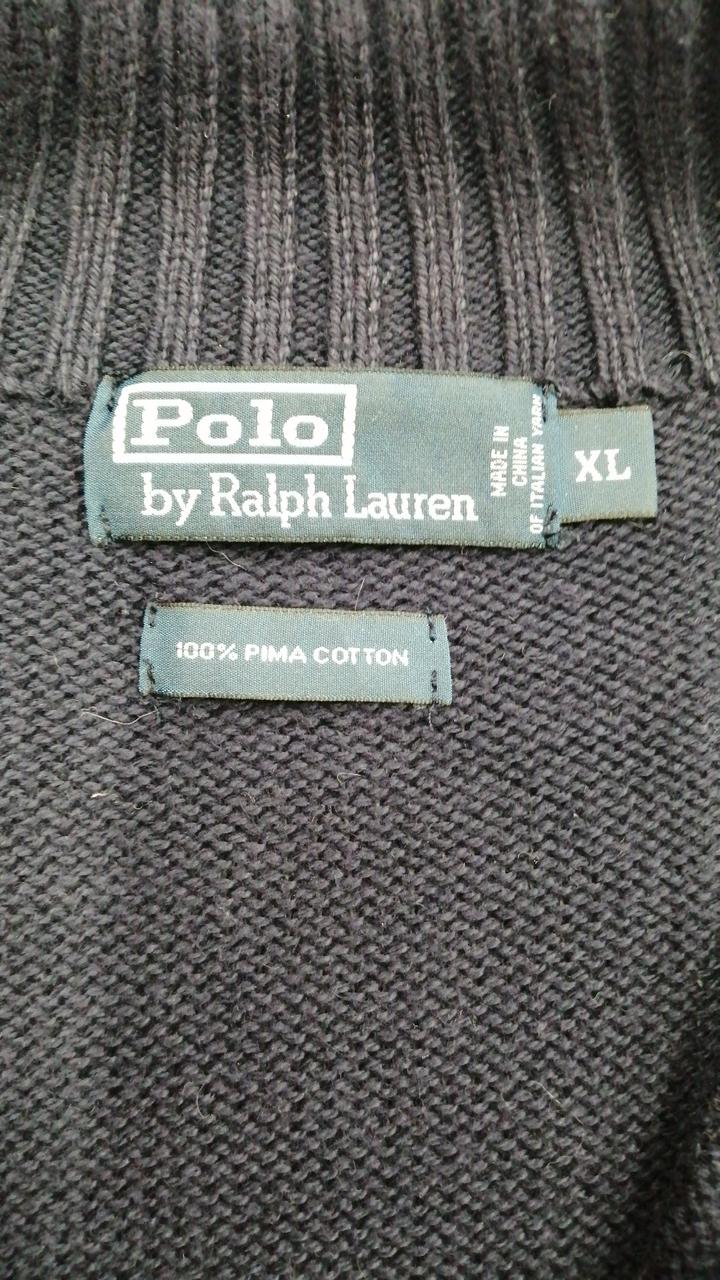 Polo
by Ralph Lauren
MADE IN
CHINA
OF ITALIAN YARN
XL
100% PIMA COTTON